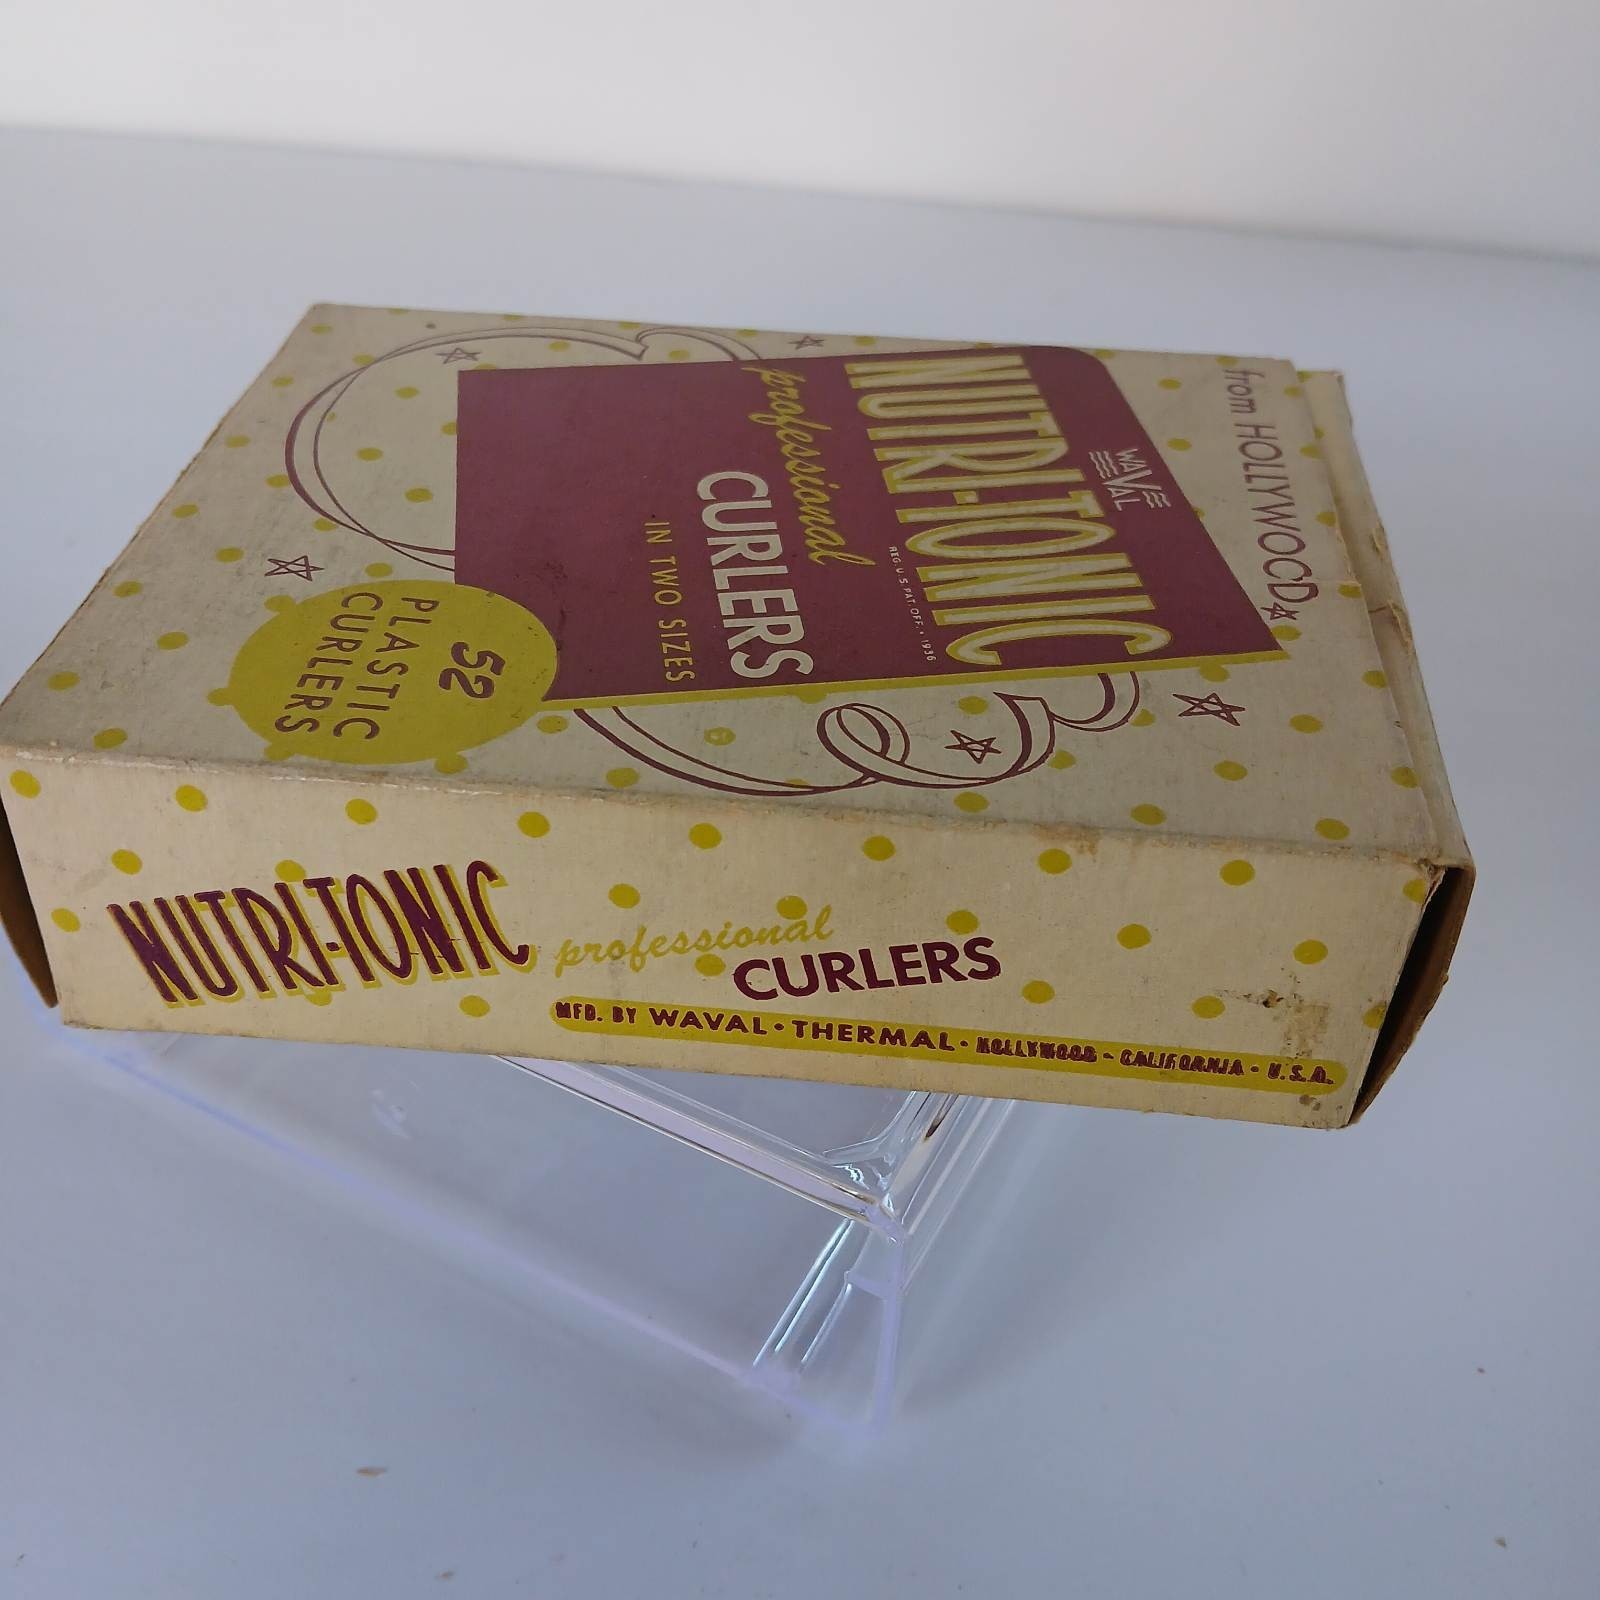 from HOLLYWOOD
WAVAL
NUTRI-TONIC
REG. U.S. PAT. OFF. • 1936
professional
CURLERS
IN TWO SIZES
52
PLASTIC
CURLERS
NUTRI-TONIC
professional
CURLERS
MFD. BY WAVAL • THERMAL • HOLLYWOOD - CALIFORNIA • U.S.A.